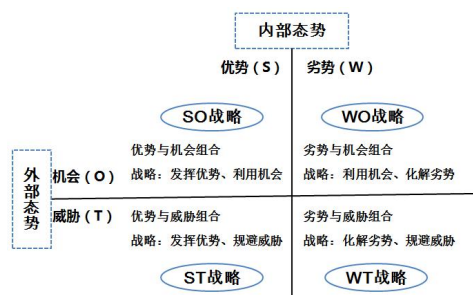 内部态势
优势（S）
劣势（W）
SO战略
WO战略
优势与机会组合
劣势与机会组合
外部态势
机会（O）
战略：发挥优势、利用机会
战略：利用机会、化解劣势
威胁（T）
优势与威胁组合
劣势与威胁组合
战略：发挥优势、规避威胁
战略：化解劣势、规避威胁
ST战略
WT战略